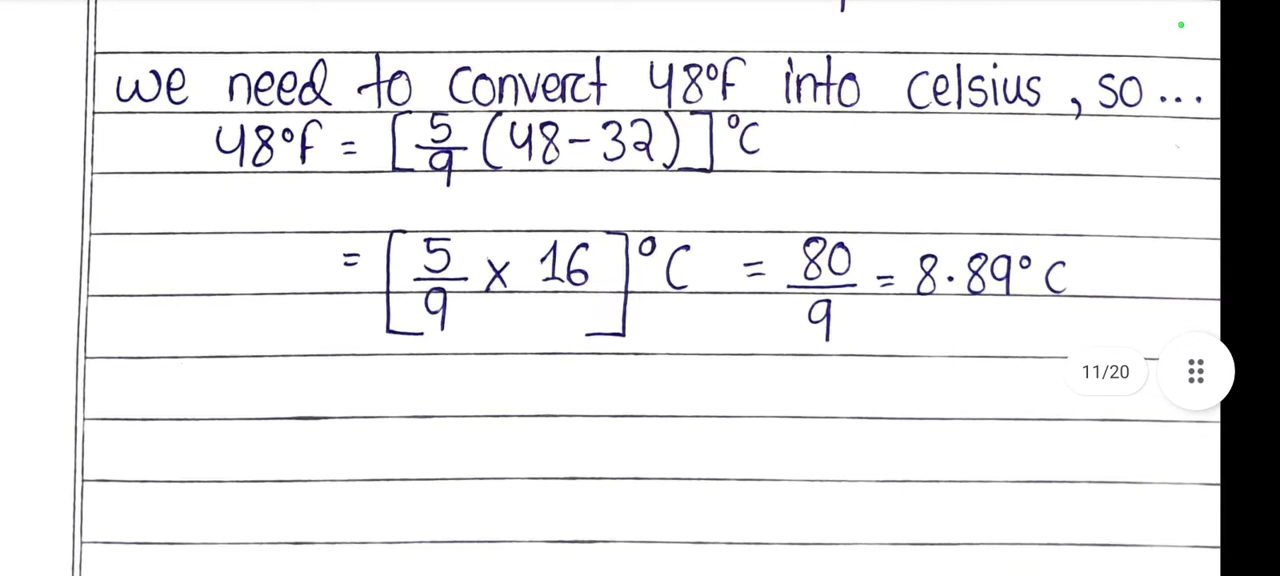 we need to convert 48°F into celsius, so...
48°F = [5/9 (48-32)]°C
= [5/9 x 16]°C = 80/9 = 8.89°C
11/20